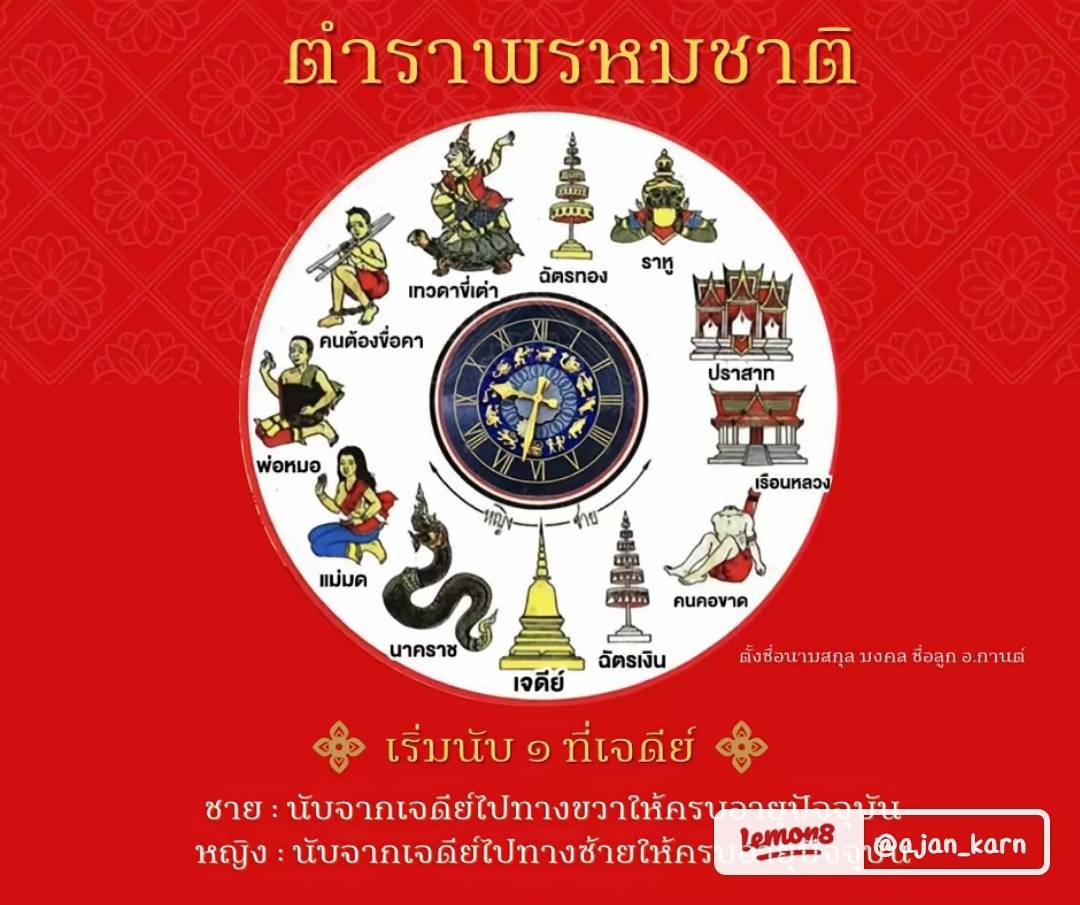 ตำราพรหมชาติ
เทวดาขี่เต่า
ฉัตรทอง
ราหู
คนต้องขื่อคา
ปราสาท
พ่อหมอ
เรือนหลวง
หญิง
ชาย
แม่มด
คนคอขาด
นาคราช
ฉัตรเงิน
เจดีย์
ตั้งชื่อนามสกุล มงคล ชื่อลูก อ.กานต์
เริ่มนับ ๑ ที่เจดีย์
ชาย : นับจากเจดีย์ไปทางขวาให้ครบอายุปัจจุบัน
หญิง : นับจากเจดีย์ไปทางซ้ายให้ครบอายุปัจจุบัน
lemon8
@ajan_karn